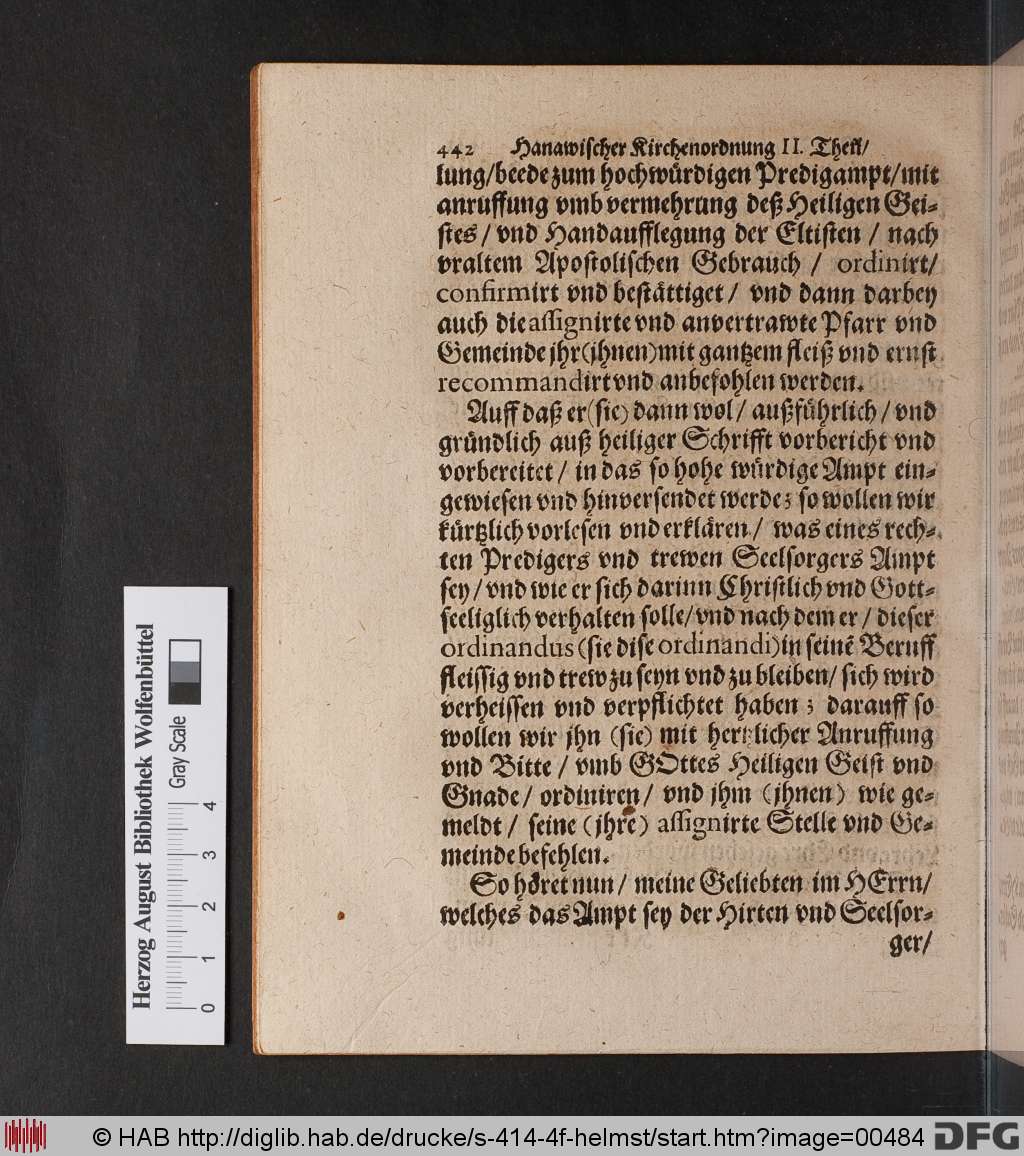 442 Hanawischer Kirchenordnung II. Theil/
lung/beede zum hochwürdigen Predigampt/mit
anruffung vmb vermehrung deß Heiligen Gei-
stes / vnd Handaufflegung der Eltisten / nach
vraltem Apostolischen Gebrauch / ordinirt/
confirmirt vnd bestättiget / vnd dann darbey
auch die assignirte vnd anvertrawte Pfarr vnd
Gemeinde jhr(jhnen)mit gantzem fleiß vnd ernst
recommandirt vnd anbefohlen werden.
Auff daß er(sie) dann wol / außführlich / vnd
gründlich auß heiliger Schrifft vorbericht vnd
vorbereitet / in das so hohe würdige Ampt ein-
gewiesen vnd hinversendet werde; so wollen wir
kürtzlich vorlesen vnd erklären / was eines rech-
ten Predigers vnd trewen Seelsorgers Ampt
sey / vnd wie er sich darinn Christlich vnd Gott-
seeliglich verhalten solle/ vnd nach dem er / dieser
ordinandus (sie dise ordinandi) in seinē Beruff
fleissig vnd trew zu seyn vnd zu bleiben/ sich wird
verheissen vnd verpflichtet haben; darauff so
wollen wir jhn (sie) mit hertzlicher Anruffung
vnd Bitte / vmb GOttes Heiligen Geist vnd
Gnade / ordiniren / vnd jhm (jhnen) wie ge-
meldt / seine (jhre) assignirte Stelle vnd Ge-
meinde befehlen.
So höret nun / meine Geliebten im HErrn/
welches das Ampt sey der Hirten vnd Seelsor-
ger/
Herzog August Bibliothek Wolfenbüttel
Gray Scale
0 1 2 3 4
© HAB http://diglib.hab.de/drucke/s-414-4f-helmst/start.htm?image=00484 DFG